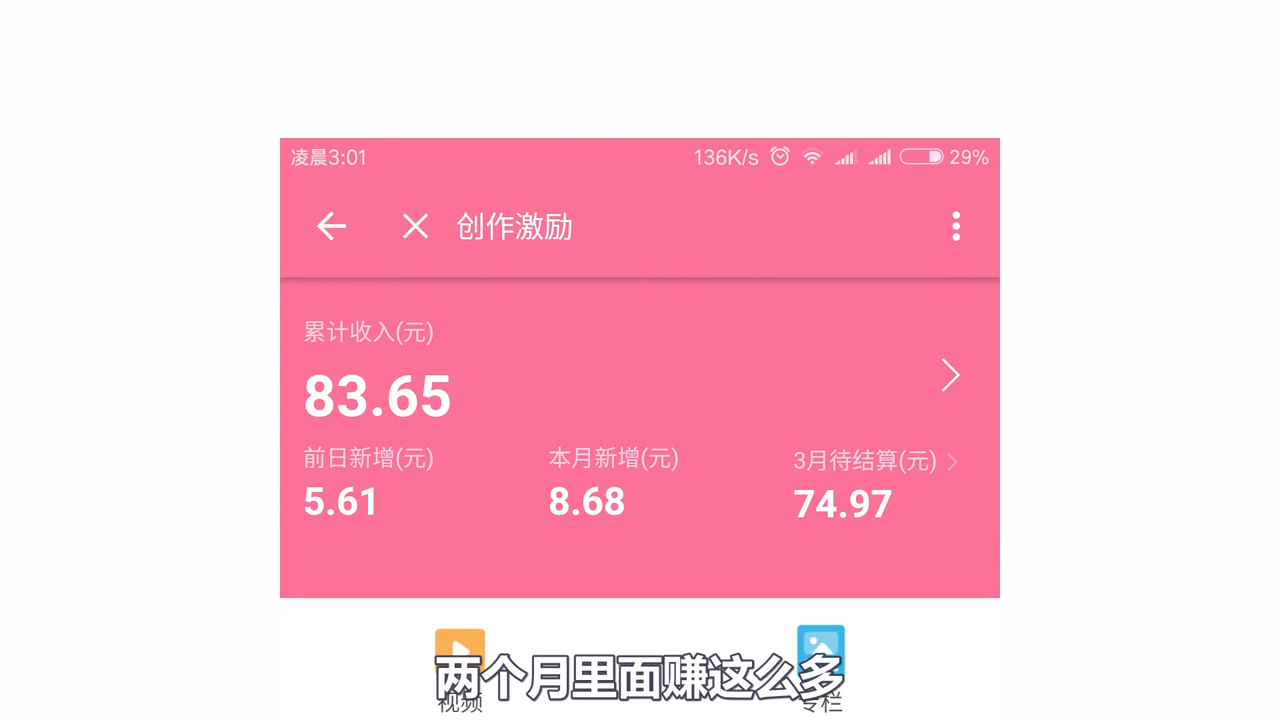 凌晨3:01 136K/s 29%
创作激励
累计收入(元)
83.65
前日新增(元) 本月新增(元) 3月待结算(元)
5.61 8.68 74.97
两个月里面赚这么多
视频 专栏